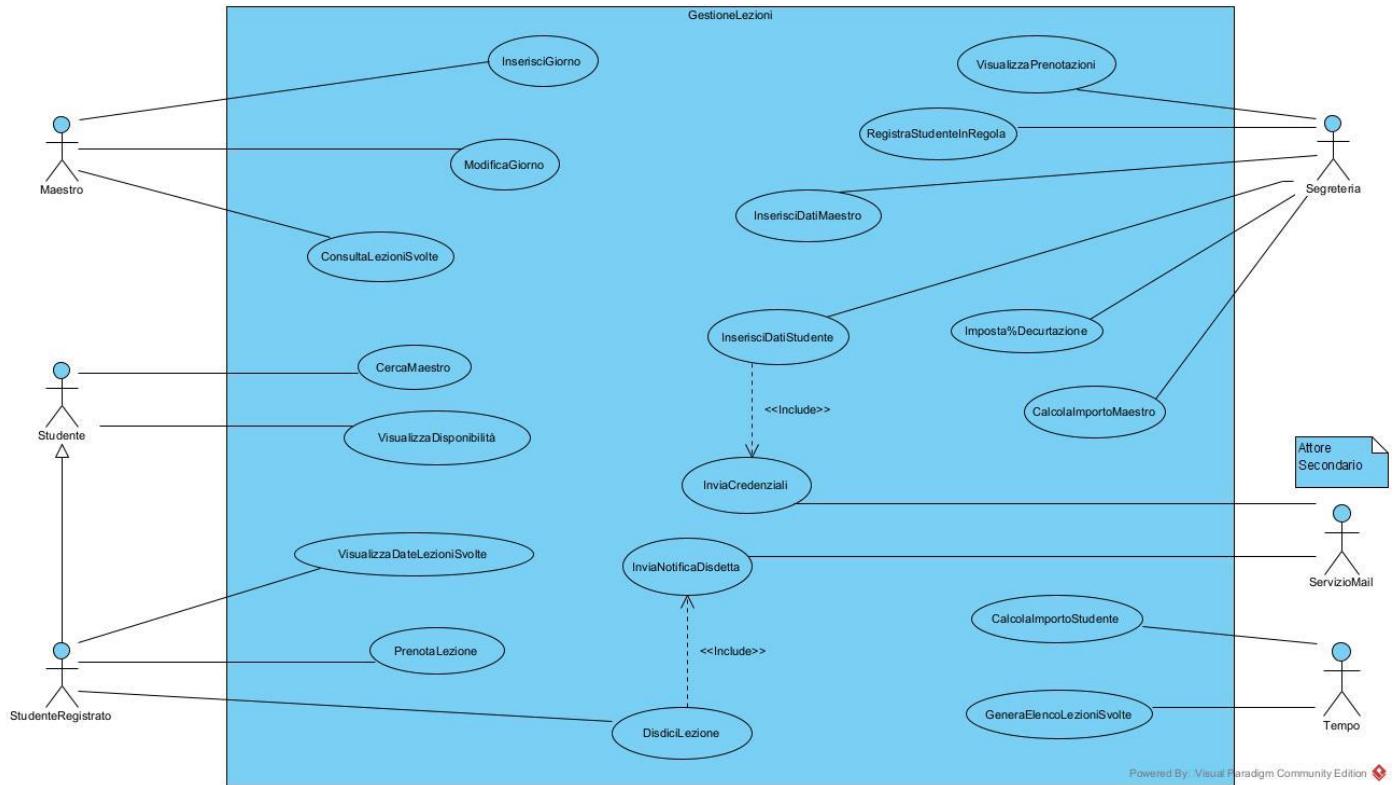 GestioneLezioni
InserisciGiorno
VisualizzaPrenotazioni
RegistraStudenteInRegola
ModificaGiorno
Maestro
Segreteria
InserisciDatiMaestro
ConsultaLezioniSvolte
InserisciDatiStudente
Imposta%Decurtazione
CercaMaestro
<<Include>>
CalcolaImportoMaestro
Studente
VisualizzaDisponibilità
Attore
Secondario
InviaCredenziali
VisualizzaDateLezioniSvolte
InviaNotificaDisdetta
ServizioMail
CalcolaImportoStudente
PrenotaLezione
<<Include>>
StudenteRegistrato
GeneraElencoLezioniSvolte
Tempo
DisdiciLezione
Powered By: Visual Paradigm Community Edition